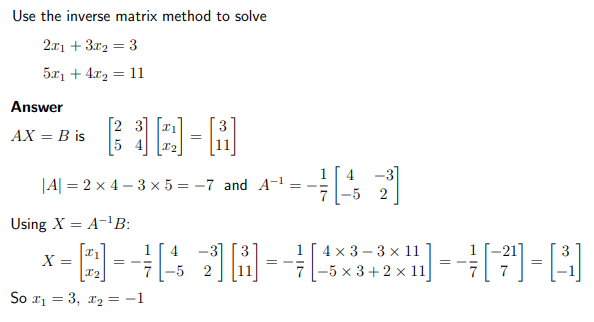 Use the inverse matrix method to solve
2x₁ + 3x₂ = 3
5x₁ + 4x₂ = 11
Answer
AX = B is [2 3; 5 4] [x₁; x₂] = [3; 11]
|A| = 2 × 4 − 3 × 5 = −7 and A⁻¹ = −1/7 [4 −3; −5 2]
Using X = A⁻¹B:
X = [x₁; x₂] = −1/7 [4 −3; −5 2] [3; 11] = −1/7 [4 × 3 − 3 × 11; −5 × 3 + 2 × 11] = −1/7 [−21; 7] = [3; −1]
So x₁ = 3, x₂ = −1